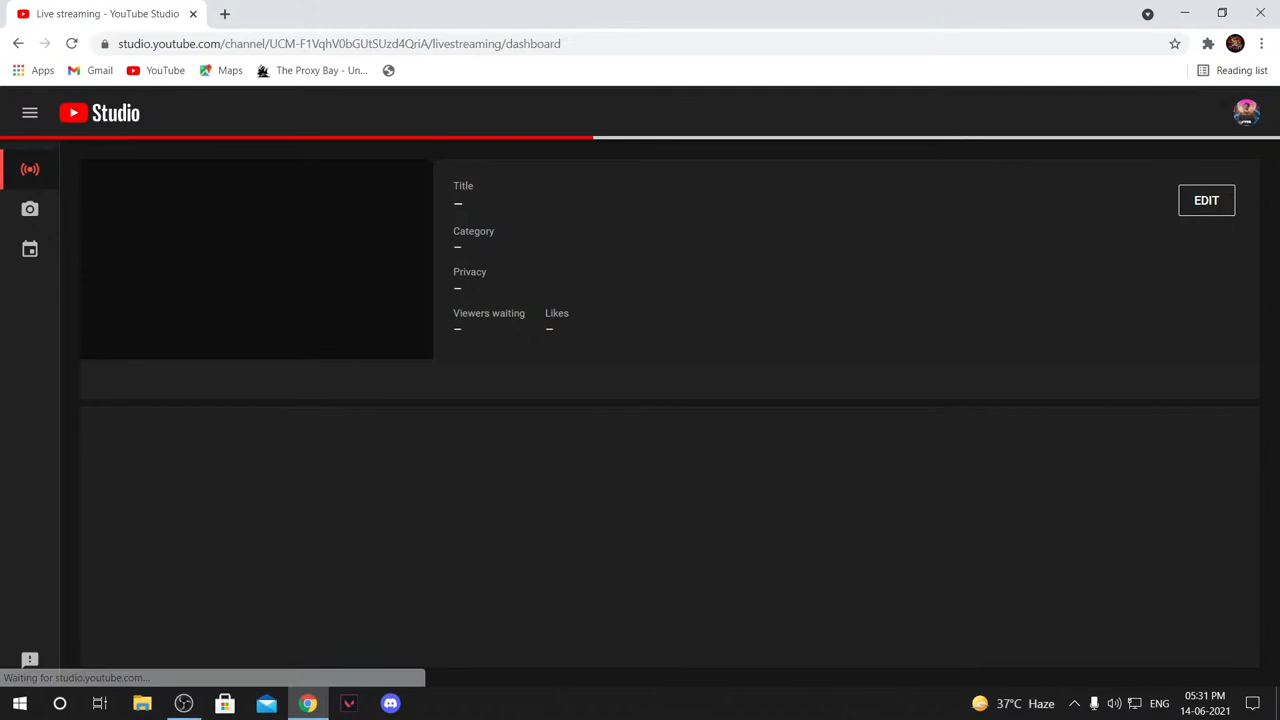 Live streaming - YouTube Studio
studio.youtube.com/channel/UCM-F1VqhV0bGUtSUzd4QriA/livestreaming/dashboard
Apps Gmail YouTube Maps The Proxy Bay - Un... Reading list
Studio
Title
–
EDIT
Category
–
Privacy
–
Viewers waiting Likes
– –
Waiting for studio.youtube.com...
37°C Haze ENG 05:31 PM
14-06-2021